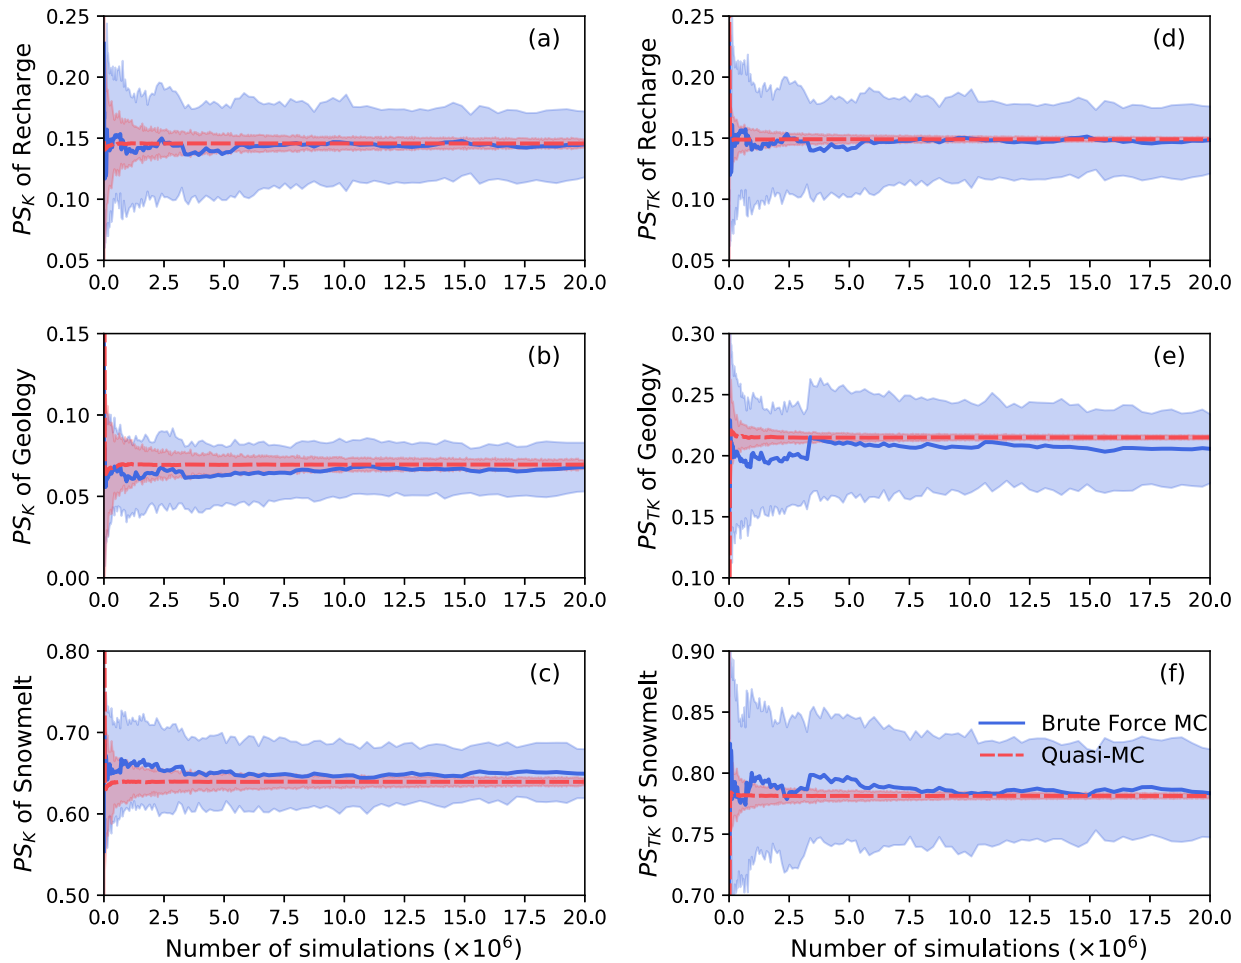 (a)
PS_K of Recharge
0.25
0.20
0.15
0.10
0.05
0.0 2.5 5.0 7.5 10.0 12.5 15.0 17.5 20.0
(d)
PS_TK of Recharge
0.25
0.20
0.15
0.10
0.05
0.0 2.5 5.0 7.5 10.0 12.5 15.0 17.5 20.0
(b)
PS_K of Geology
0.15
0.10
0.05
0.00
0.0 2.5 5.0 7.5 10.0 12.5 15.0 17.5 20.0
(e)
PS_TK of Geology
0.30
0.25
0.20
0.15
0.10
0.0 2.5 5.0 7.5 10.0 12.5 15.0 17.5 20.0
(c)
PS_K of Snowmelt
0.80
0.70
0.60
0.50
0.0 2.5 5.0 7.5 10.0 12.5 15.0 17.5 20.0
Number of simulations (×10⁶)
(f)
PS_TK of Snowmelt
0.90
0.85
0.80
0.75
0.70
Brute Force MC
Quasi-MC
0.0 2.5 5.0 7.5 10.0 12.5 15.0 17.5 20.0
Number of simulations (×10⁶)